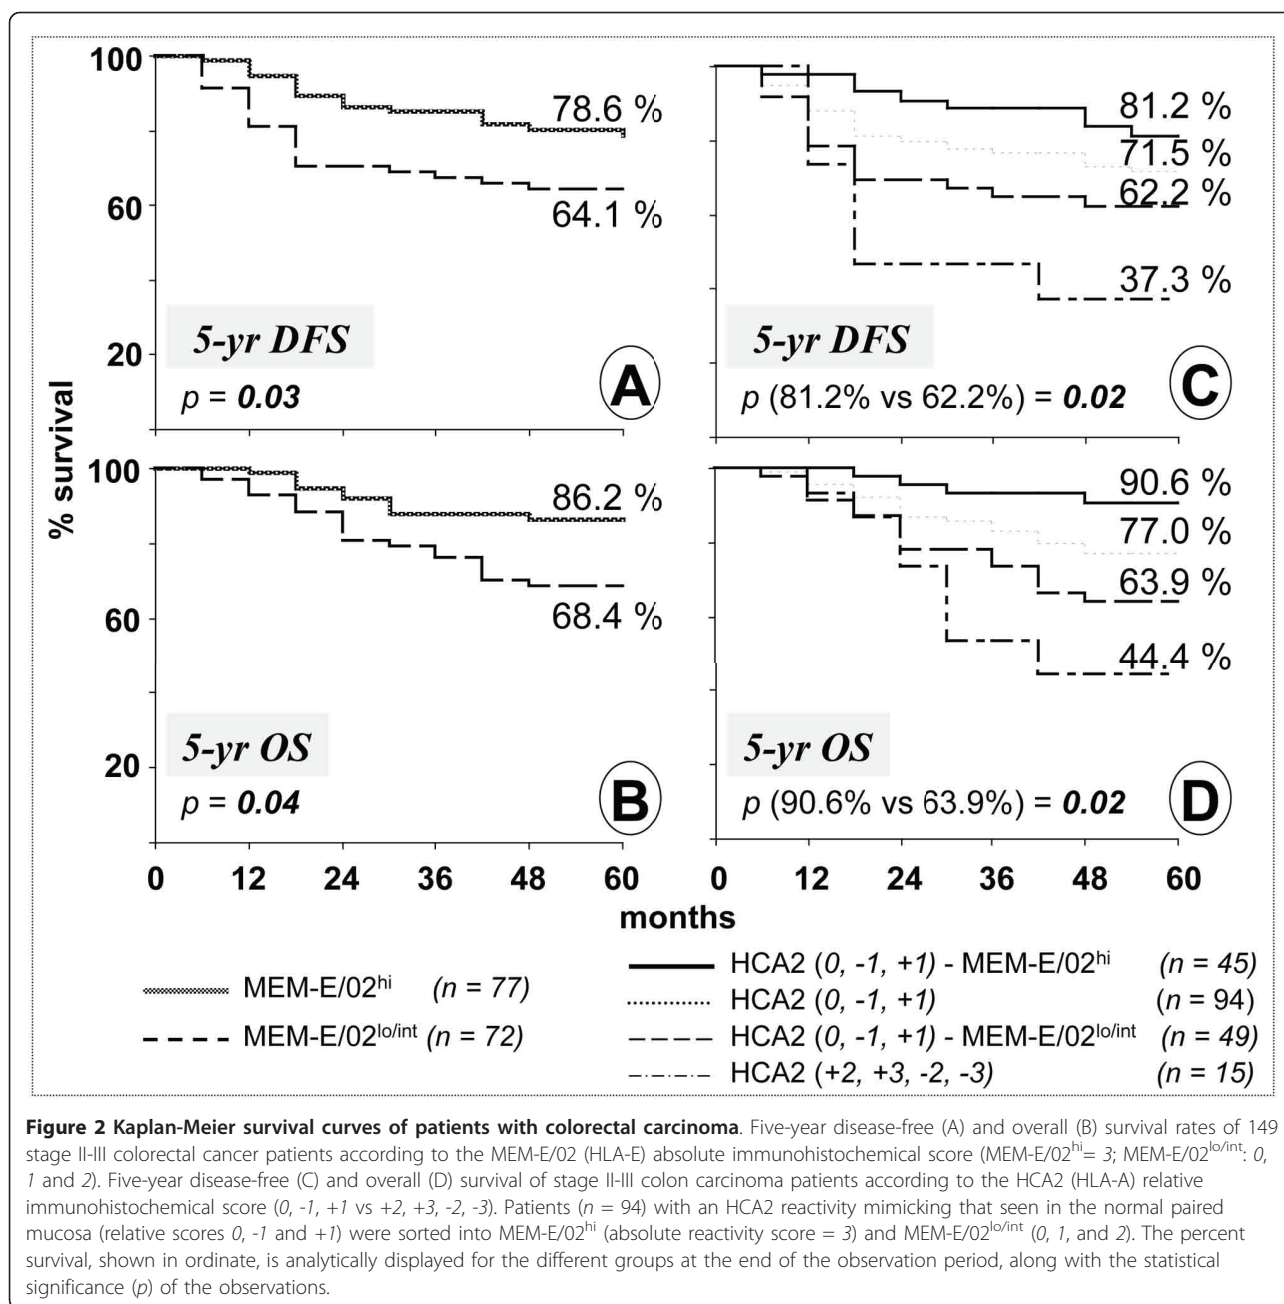 100
60
20
78.6 %
64.1 %
5-yr DFS
p = 0.03
A
81.2 %
71.5 %
62.2 %
37.3 %
5-yr DFS
p (81.2% vs 62.2%) = 0.02
C
% survival
100
60
20
86.2 %
68.4 %
5-yr OS
p = 0.04
B
90.6 %
77.0 %
63.9 %
44.4 %
5-yr OS
p (90.6% vs 63.9%) = 0.02
D
0 12 24 36 48 60
0 12 24 36 48 60
months
MEM-E/02hi (n = 77)
MEM-E/02lo/int (n = 72)
HCA2 (0, -1, +1) - MEM-E/02hi (n = 45)
HCA2 (0, -1, +1) (n = 94)
HCA2 (0, -1, +1) - MEM-E/02lo/int (n = 49)
HCA2 (+2, +3, -2, -3) (n = 15)
Figure 2 Kaplan-Meier survival curves of patients with colorectal carcinoma. Five-year disease-free (A) and overall (B) survival rates of 149
stage II-III colorectal cancer patients according to the MEM-E/02 (HLA-E) absolute immunohistochemical score (MEM-E/02hi= 3; MEM-E/02lo/int: 0,
1 and 2). Five-year disease-free (C) and overall (D) survival of stage II-III colon carcinoma patients according to the HCA2 (HLA-A) relative
immunohistochemical score (0, -1, +1 vs +2, +3, -2, -3). Patients (n = 94) with an HCA2 reactivity mimicking that seen in the normal paired
mucosa (relative scores 0, -1 and +1) were sorted into MEM-E/02hi (absolute reactivity score = 3) and MEM-E/02lo/int (0, 1, and 2). The percent
survival, shown in ordinate, is analytically displayed for the different groups at the end of the observation period, along with the statistical
significance (p) of the observations.